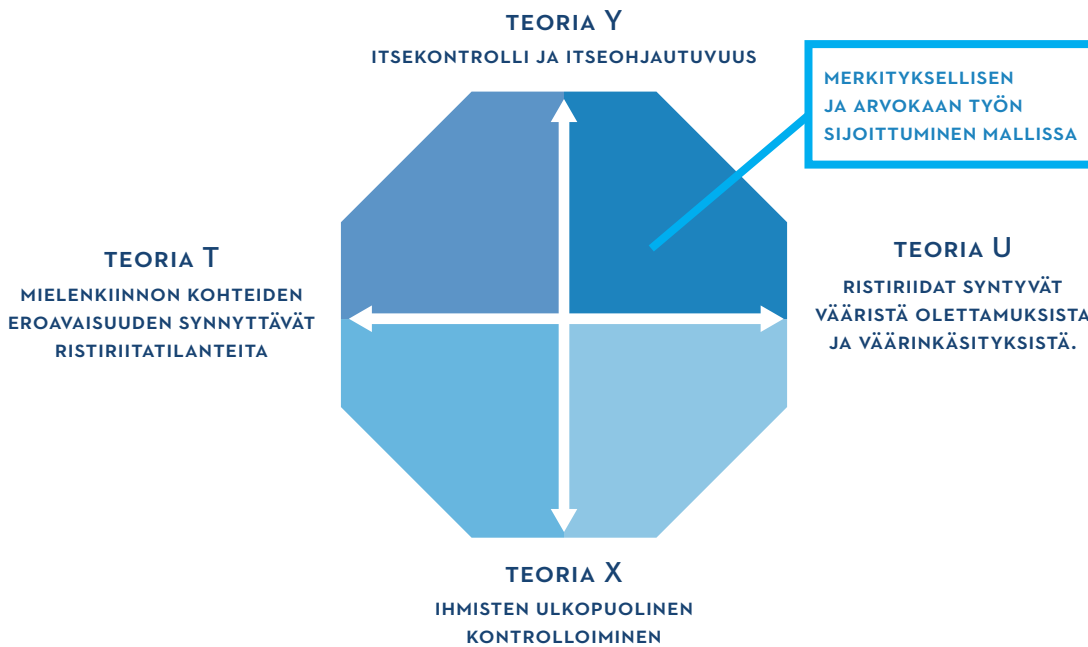 TEORIA Y
ITSEKONTROLLI JA ITSEOHJAUTUVUUS
MERKITYKSELLISEN
JA ARVOKAAN TYÖN
SIJOITTUMINEN MALLISSA
TEORIA T
MIELENKIINNON KOHTEIDEN
EROAVAISUUDEN SYNNYTTÄVÄT
RISTIRIITATILANTEITA
TEORIA U
RISTIRIIDAT SYNTYVÄT
VÄÄRISTÄ OLETTAMUKSISTA
JA VÄÄRINKÄSITYKSISTÄ.
TEORIA X
IHMISTEN ULKOPUOLINEN
KONTROLLOIMINEN